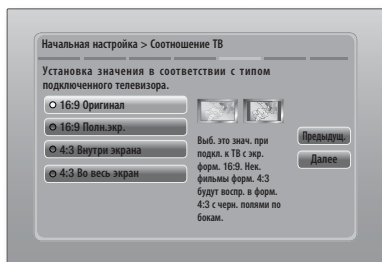 Начальная настройка > Соотношение ТВ
Установка значения в соответствии с типом
подключенного телевизора.
16:9 Оригинал
16:9 Полн.экр.
4:3 Внутри экрана
4:3 Во весь экран
Выб. это знач. при
подкл. к ТВ с экр.
форм. 16:9. Нек.
фильмы форм. 4:3
будут воспр. в форм.
4:3 с черн. полями по
бокам.
Предыдущ.
Далее